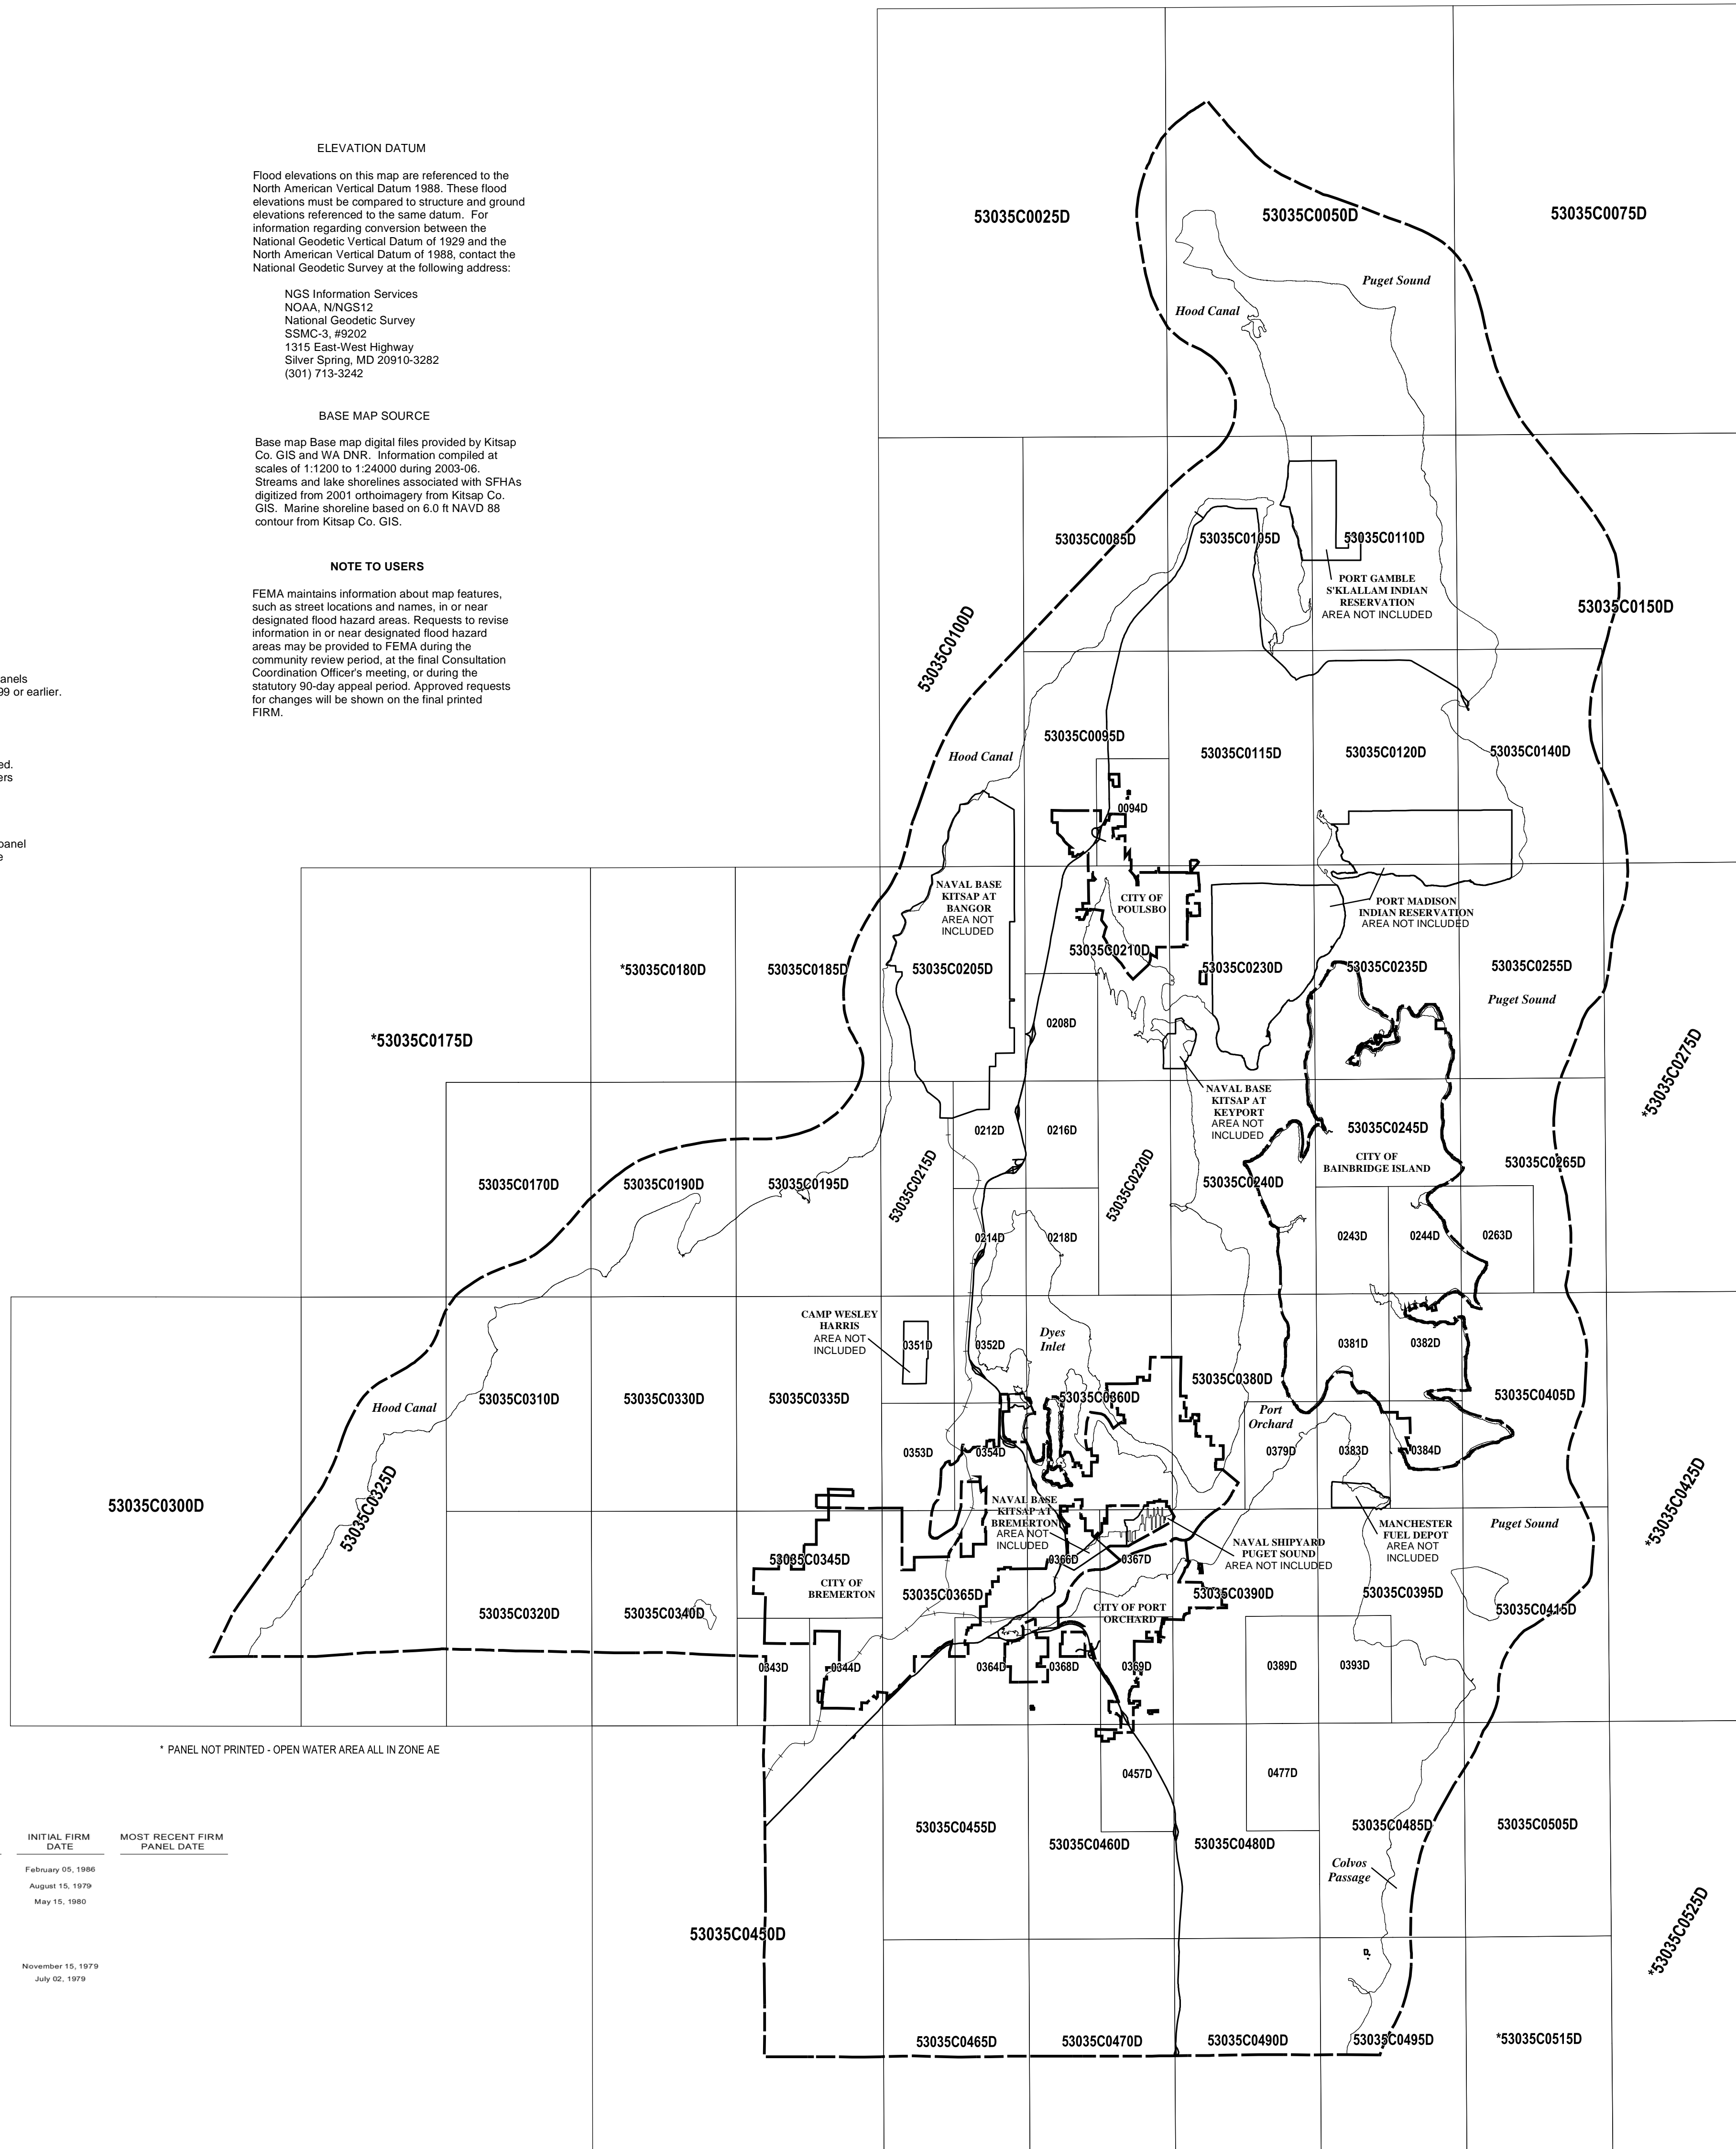 ELEVATION DATUM
Flood elevations on this map are referenced to the
North American Vertical Datum 1988. These flood
elevations must be compared to structure and ground
elevations referenced to the same datum. For
information regarding conversion between the
National Geodetic Vertical Datum of 1929 and the
North American Vertical Datum of 1988, contact the
National Geodetic Survey at the following address:
NGS Information Services
NOAA, N/NGS12
National Geodetic Survey
SSMC-3, #9202
1315 East-West Highway
Silver Spring, MD 20910-3282
(301) 713-3242
BASE MAP SOURCE
Base map Base map digital files provided by Kitsap
Co. GIS and WA DNR. Information compiled at
scales of 1:1200 to 1:24000 during 2003-06.
Streams and lake shorelines associated with SFHAs
digitized from 2001 orthoimagery from Kitsap Co.
GIS. Marine shoreline based on 6.0 ft NAVD 88
contour from Kitsap Co. GIS.
NOTE TO USERS
FEMA maintains information about map features,
such as street locations and names, in or near
designated flood hazard areas. Requests to revise
information in or near designated flood hazard
areas may be provided to FEMA during the
community review period, at the final Consultation
Coordination Officer's meeting, or during the
statutory 90-day appeal period. Approved requests
for changes will be shown on the final printed
FIRM.
anels
99 or earlier.
ed.
ers
panel
e
53035C0025D
53035C0050D
53035C0075D
Puget Sound
Hood Canal
53035C0085D
53035C0105D
53035C0110D
PORT GAMBLE
S'KLALLAM INDIAN
RESERVATION
AREA NOT INCLUDED
53035C0150D
53035C0100D
53035C0095D
Hood Canal
53035C0115D
53035C0120D
53035C0140D
0094D
NAVAL BASE
KITSAP AT
BANGOR
AREA NOT
INCLUDED
CITY OF
POULSBO
PORT MADISON
INDIAN RESERVATION
AREA NOT INCLUDED
53035C0210D
*53035C0180D
53035C0185D
53035C0205D
53035C0230D
53035C0235D
53035C0255D
Puget Sound
0208D
*53035C0175D
*53035C0275D
NAVAL BASE
KITSAP AT
KEYPORT
AREA NOT
INCLUDED
0212D
0216D
53035C0245D
CITY OF
BAINBRIDGE ISLAND
53035C0265D
53035C0170D
53035C0190D
53035C0195D
53035C0215D
53035C0220D
53035C0240D
0214D
0218D
0243D
0244D
0263D
CAMP WESLEY
HARRIS
AREA NOT
INCLUDED
0351D
0352D
Dyes
Inlet
0381D
0382D
53035C0380D
53035C0310D
53035C0330D
53035C0335D
53035C0360D
53035C0405D
Hood Canal
Port
Orchard
0353D
0354D
0379D
0383D
0384D
53035C0300D
53035C0325D
*53035C0425D
NAVAL BASE
KITSAP AT
BREMERTON
AREA NOT
INCLUDED
MANCHESTER
FUEL DEPOT
AREA NOT
INCLUDED
Puget Sound
NAVAL SHIPYARD
PUGET SOUND
AREA NOT INCLUDED
53035C0345D
0366D
0367D
CITY OF
BREMERTON
53035C0365D
53035C0390D
53035C0395D
53035C0415D
CITY OF PORT
ORCHARD
53035C0320D
53035C0340D
0343D
0344D
0364D
0368D
0369D
0389D
0393D
* PANEL NOT PRINTED - OPEN WATER AREA ALL IN ZONE AE
0457D
0477D
53035C0455D
53035C0460D
53035C0480D
53035C0485D
53035C0505D
Colvos
Passage
INITIAL FIRM
DATE
MOST RECENT FIRM
PANEL DATE
February 05, 1986
August 15, 1979
May 15, 1980
November 15, 1979
July 02, 1979
53035C0450D
*53035C0525D
53035C0465D
53035C0470D
53035C0490D
53035C0495D
*53035C0515D